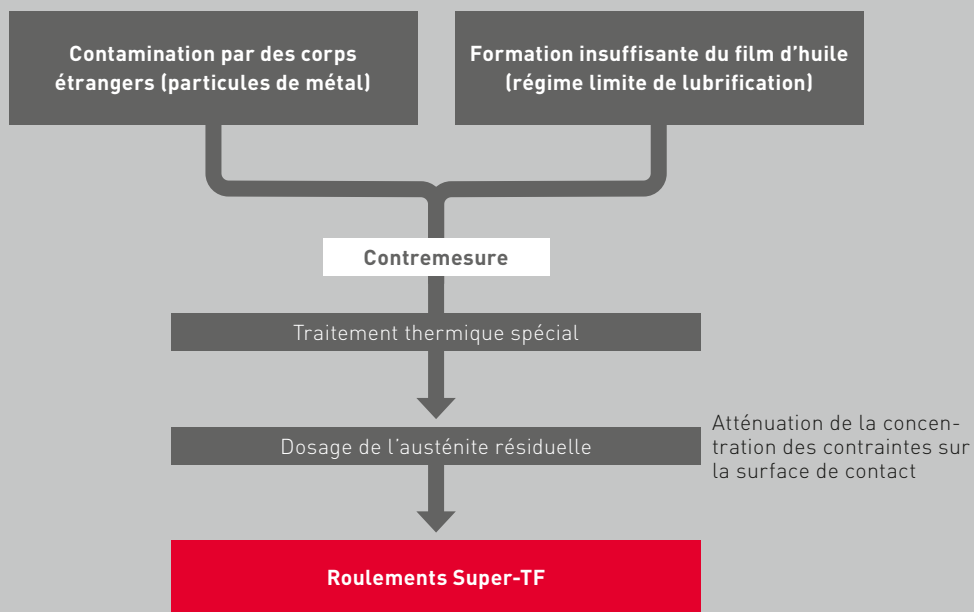 Contamination par des corps
étrangers (particules de métal)
Formation insuffisante du film d’huile
(régime limite de lubrification)
Contremesure
Traitement thermique spécial
Dosage de l’austénite résiduelle
Atténuation de la concen-
tration des contraintes sur
la surface de contact
Roulements Super-TF